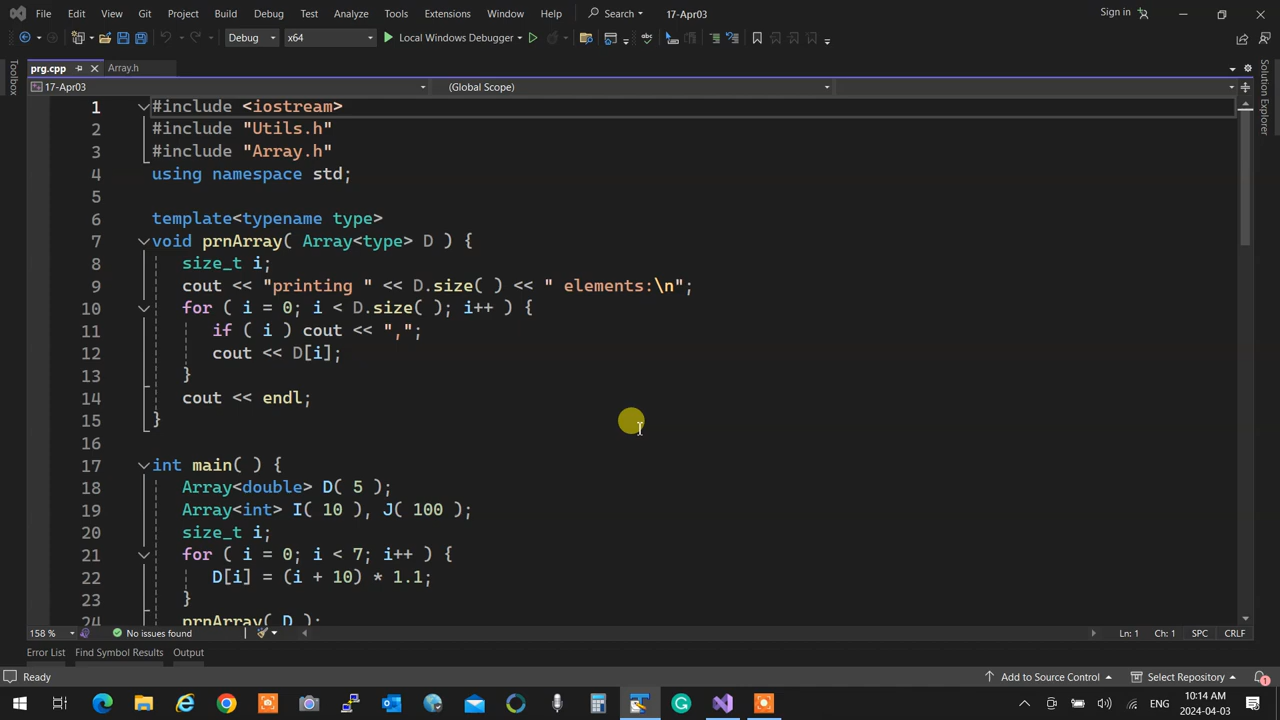 File Edit View Git Project Build Debug Test Analyze Tools Extensions Window Help Search 17-Apr03 Sign in
Debug x64 Local Windows Debugger
Toolbox
prg.cpp Array.h
Solution Explorer
17-Apr03 (Global Scope)
1 #include <iostream>
2 #include "Utils.h"
3 #include "Array.h"
4 using namespace std;
5
6 template<typename type>
7 void prnArray( Array<type> D ) {
8 size_t i;
9 cout << "printing " << D.size( ) << " elements:\n";
10 for ( i = 0; i < D.size( ); i++ ) {
11 if ( i ) cout << ",";
12 cout << D[i];
13 }
14 cout << endl;
15 }
16
17 int main( ) {
18 Array<double> D( 5 );
19 Array<int> I( 10 ), J( 100 );
20 size_t i;
21 for ( i = 0; i < 7; i++ ) {
22 D[i] = (i + 10) * 1.1;
23 }
24 prnArray( D );
158 % No issues found Ln: 1 Ch: 1 SPC CRLF
Error List Find Symbol Results Output
Ready Add to Source Control Select Repository 1
ENG 10:14 AM
2024-04-03